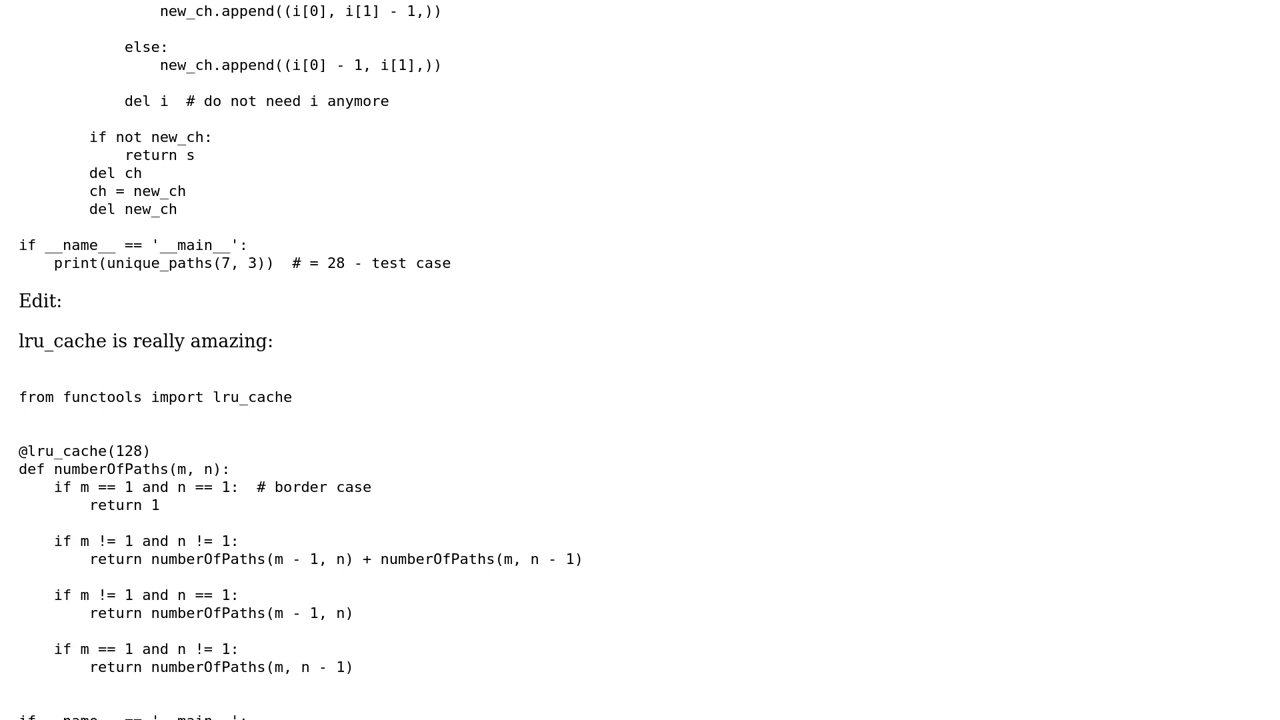 new_ch.append((i[0], i[1] - 1,))
else:
new_ch.append((i[0] - 1, i[1],))
del i  # do not need i anymore
if not new_ch:
return s
del ch
ch = new_ch
del new_ch
if __name__ == '__main__':
print(unique_paths(7, 3))  # = 28 - test case
Edit:
lru_cache is really amazing:
from functools import lru_cache
@lru_cache(128)
def numberOfPaths(m, n):
if m == 1 and n == 1:  # border case
return 1
if m != 1 and n != 1:
return numberOfPaths(m - 1, n) + numberOfPaths(m, n - 1)
if m != 1 and n == 1:
return numberOfPaths(m - 1, n)
if m == 1 and n != 1:
return numberOfPaths(m, n - 1)
if __name__ == '__main__':